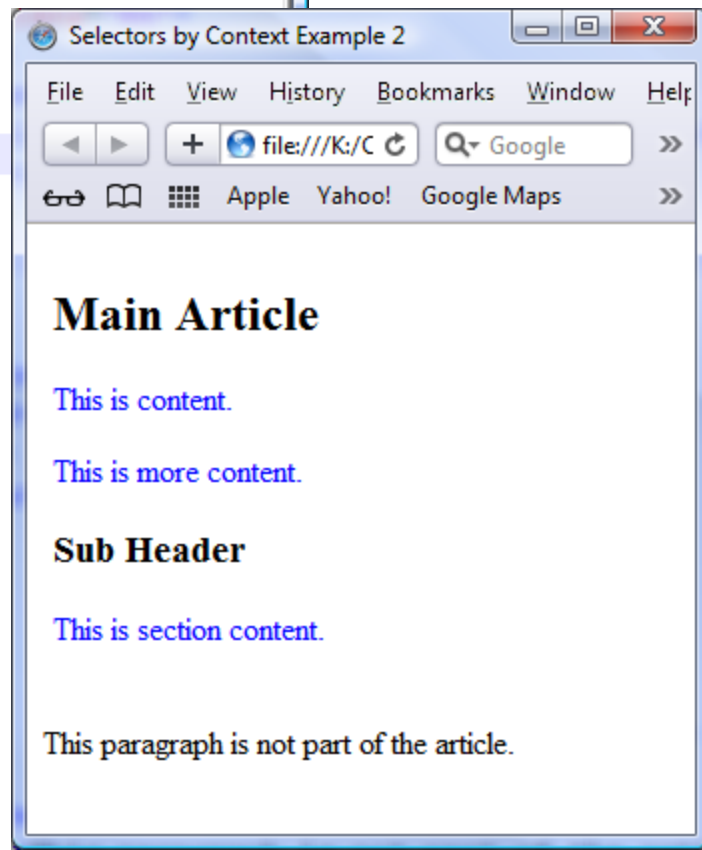 Selectors by Context Example 2
File Edit View History Bookmarks Window Help
file:///K:/C Google
Apple Yahoo! Google Maps
Main Article
This is content.
This is more content.
Sub Header
This is section content.
This paragraph is not part of the article.